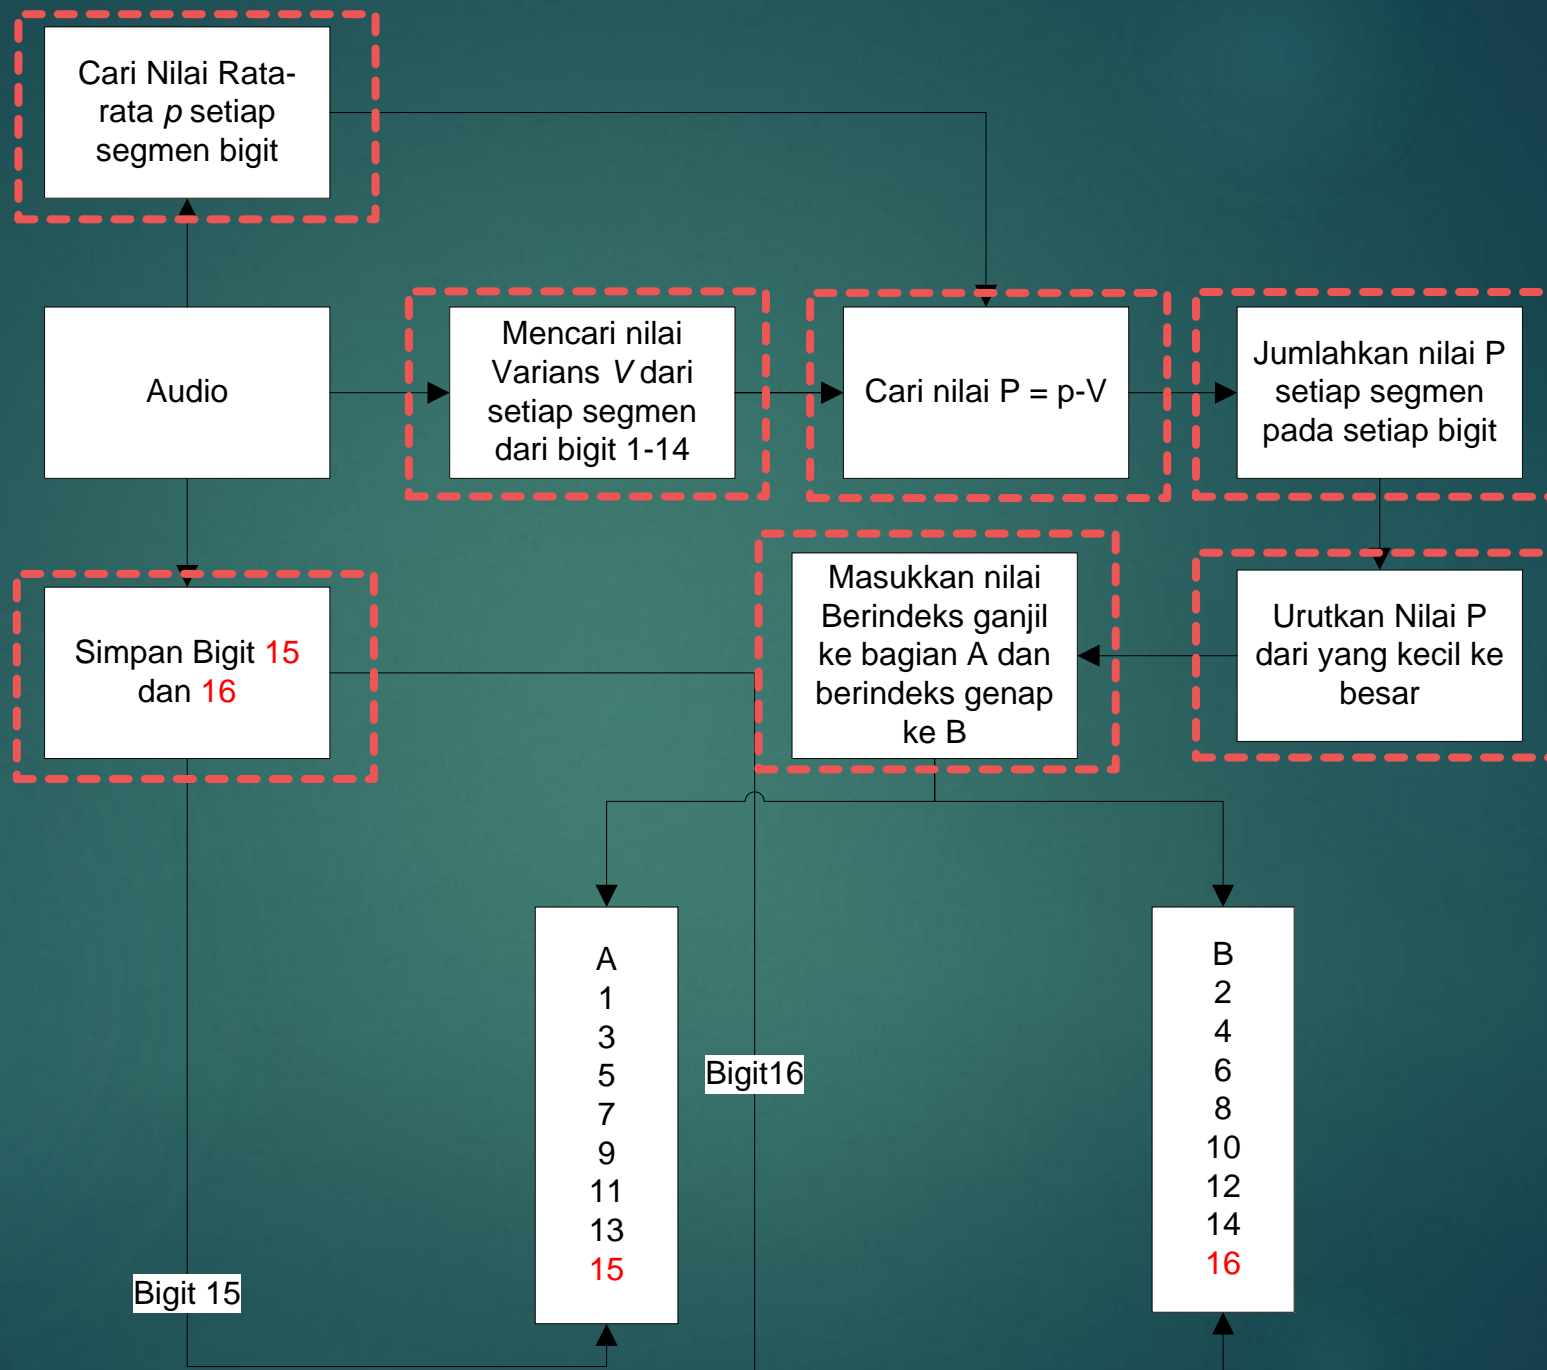 Cari Nilai Rata-
rata p setiap
segmen bigit
Audio
Mencari nilai
Varians V dari
setiap segmen
dari bigit 1-14
Cari nilai P = p-V
Jumlahkan nilai P
setiap segmen
pada setiap bigit
Simpan Bigit 15
dan 16
Masukkan nilai
Berindeks ganjil
ke bagian A dan
berindeks genap
ke B
Urutkan Nilai P
dari yang kecil ke
besar
A
1
3
5
7
9
11
13
15
Bigit16
B
2
4
6
8
10
12
14
16
Bigit 15